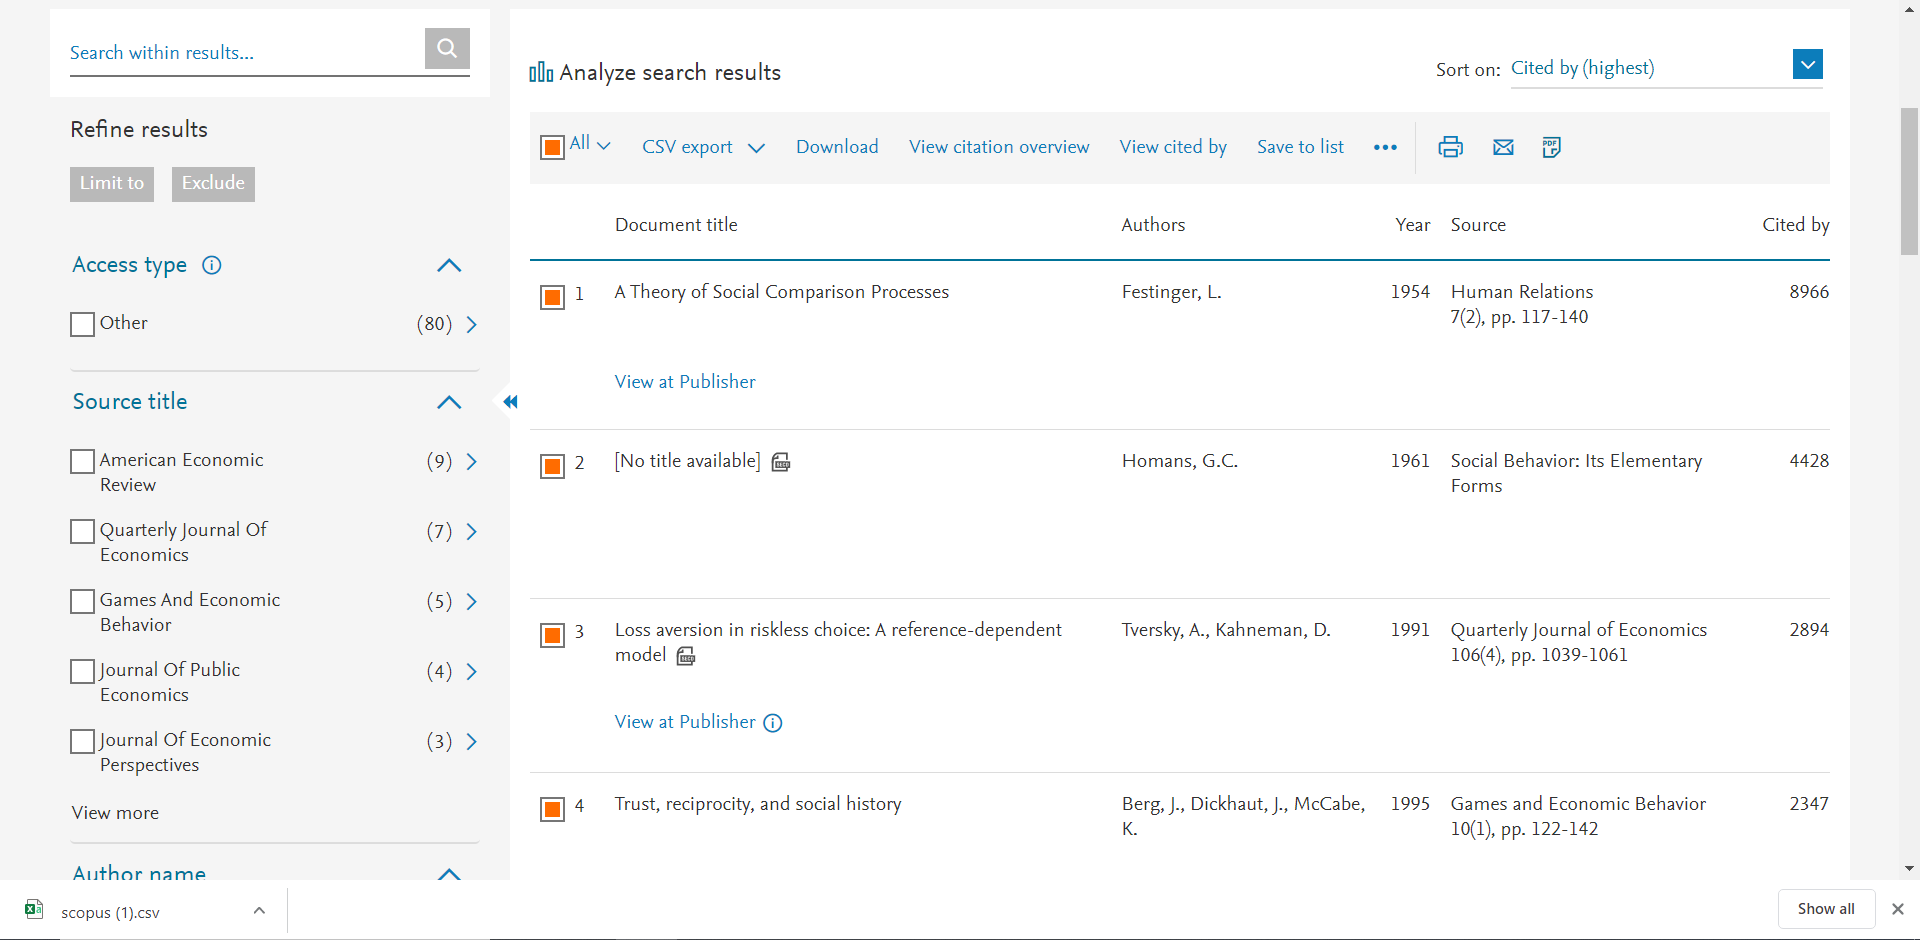 Search within results...
Refine results
Limit to
Exclude
Access type
Other (80)
Source title
American Economic (9)
Review
Quarterly Journal Of (7)
Economics
Games And Economic (5)
Behavior
Journal Of Public (4)
Economics
Journal Of Economic (3)
Perspectives
View more
Author name
Analyze search results
Sort on: Cited by (highest)
All CSV export Download View citation overview View cited by Save to list ••• PDF
Document title Authors Year Source Cited by
1 A Theory of Social Comparison Processes Festinger, L. 1954 Human Relations 8966
7(2), pp. 117-140
View at Publisher
2 [No title available] Homans, G.C. 1961 Social Behavior: Its Elementary 4428
Forms
3 Loss aversion in riskless choice: A reference-dependent Tversky, A., Kahneman, D. 1991 Quarterly Journal of Economics 2894
model 106(4), pp. 1039-1061
View at Publisher
4 Trust, reciprocity, and social history Berg, J., Dickhaut, J., McCabe, 1995 Games and Economic Behavior 2347
K. 10(1), pp. 122-142
scopus (1).csv
Show all